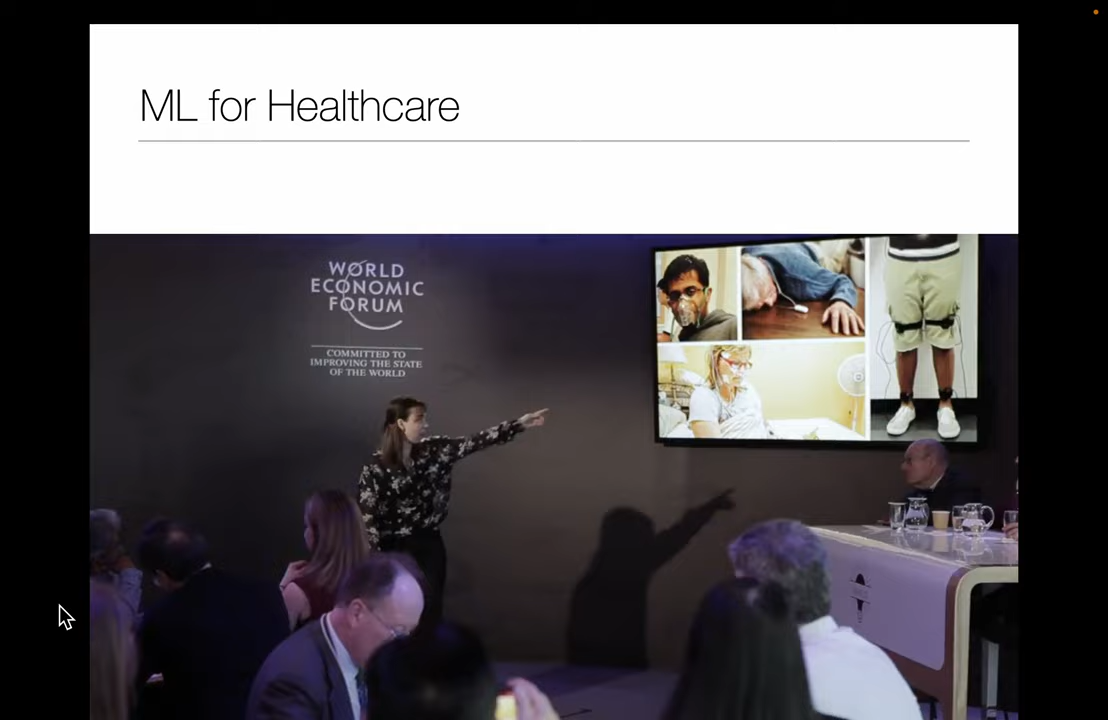 ML for Healthcare
WORLD
ECONOMIC
FORUM
COMMITTED TO
IMPROVING THE STATE
OF THE WORLD